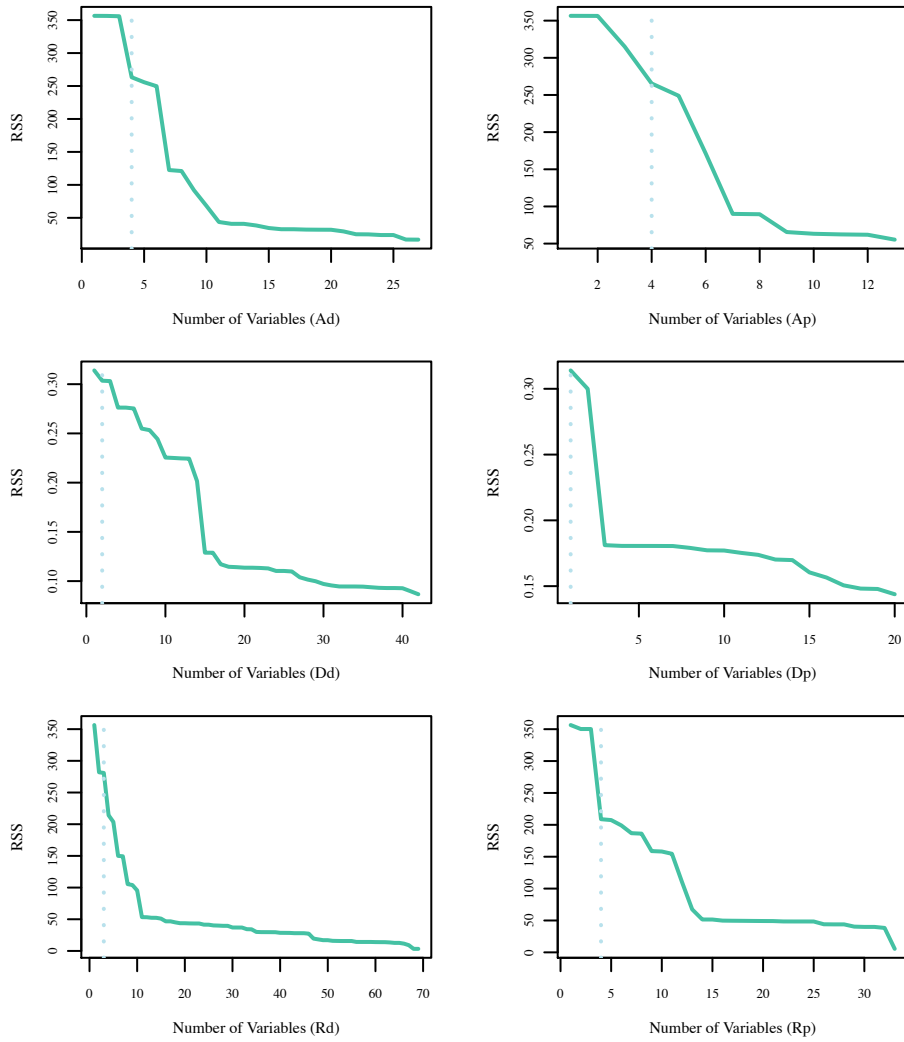 RSS
350
300
250
200
150
100
50
0 5 10 15 20 25
Number of Variables (Ad)
RSS
350
300
250
200
150
100
50
2 4 6 8 10 12
Number of Variables (Ap)
RSS
0.30
0.25
0.20
0.15
0.10
0 10 20 30 40
Number of Variables (Dd)
RSS
0.30
0.25
0.20
0.15
5 10 15 20
Number of Variables (Dp)
RSS
350
300
250
200
150
100
50
0
0 10 20 30 40 50 60 70
Number of Variables (Rd)
RSS
350
300
250
200
150
100
50
0
0 5 10 15 20 25 30
Number of Variables (Rp)